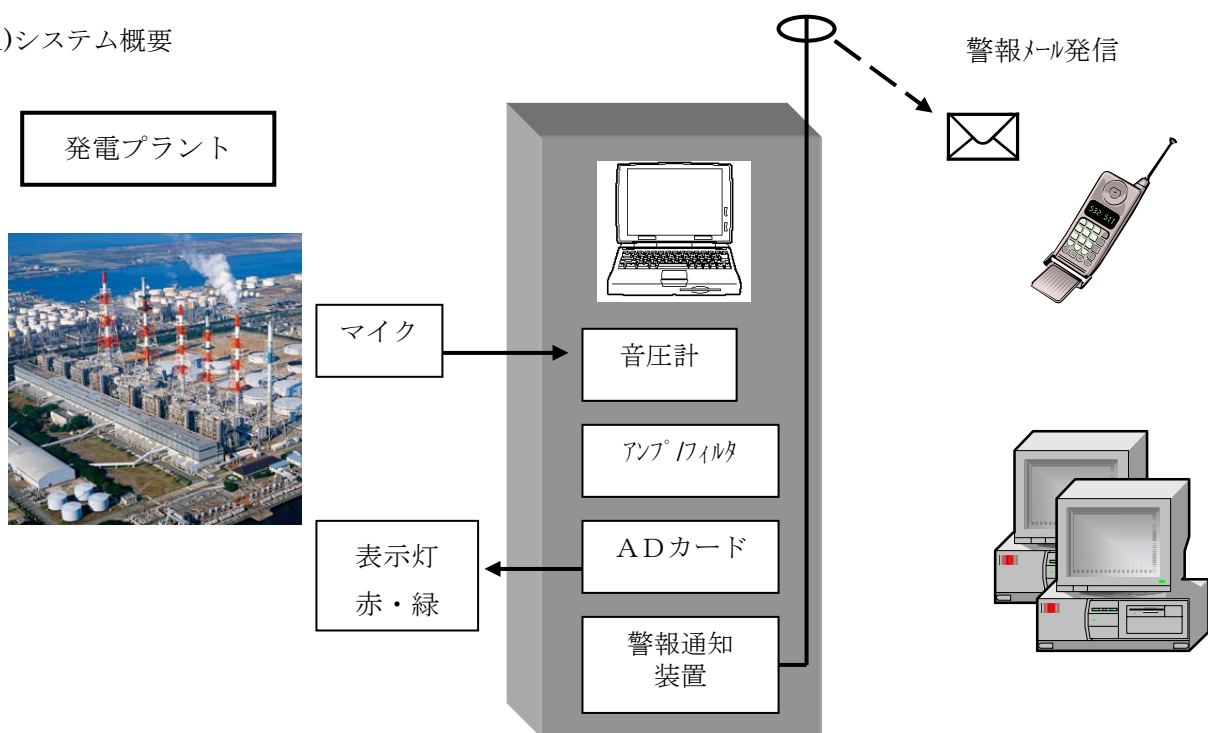 )システム概要
警報ﾒｰﾙ発信
発電プラント
マイク
音圧計
ｱﾝﾌﾟ/ﾌｨﾙﾀ
ＡＤカード
表示灯
赤・緑
警報通知
装置